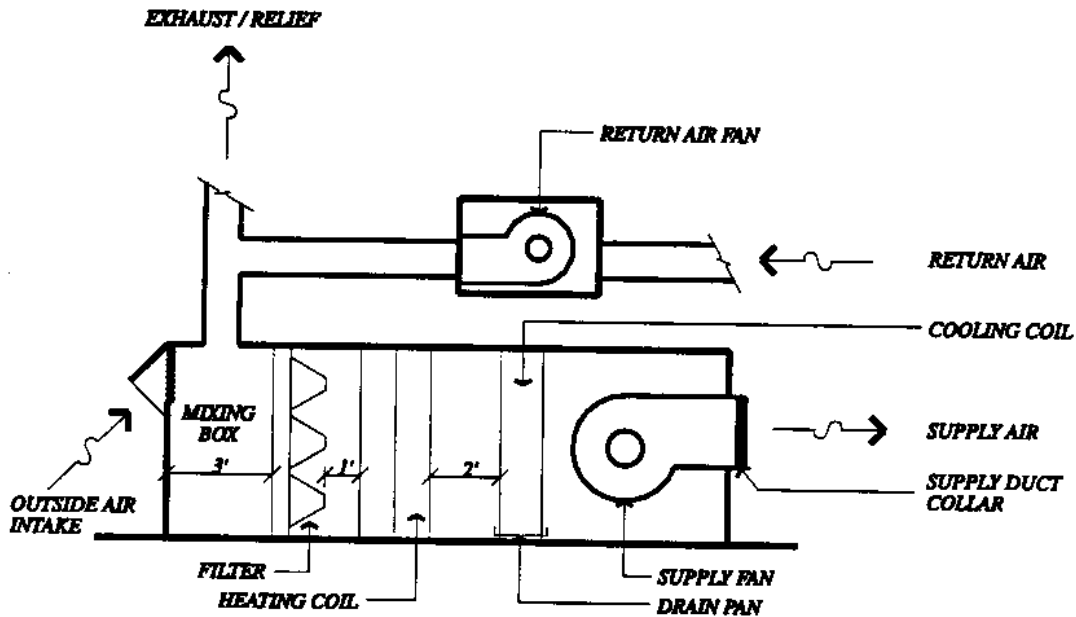 EXHAUST / RELIEF
RETURN AIR FAN
RETURN AIR
COOLING COIL
MIXING
BOX
3'
1'
2'
SUPPLY AIR
OUTSIDE AIR
INTAKE
SUPPLY DUCT
COLLAR
FILTER
HEATING COIL
SUPPLY FAN
DRAIN PAN